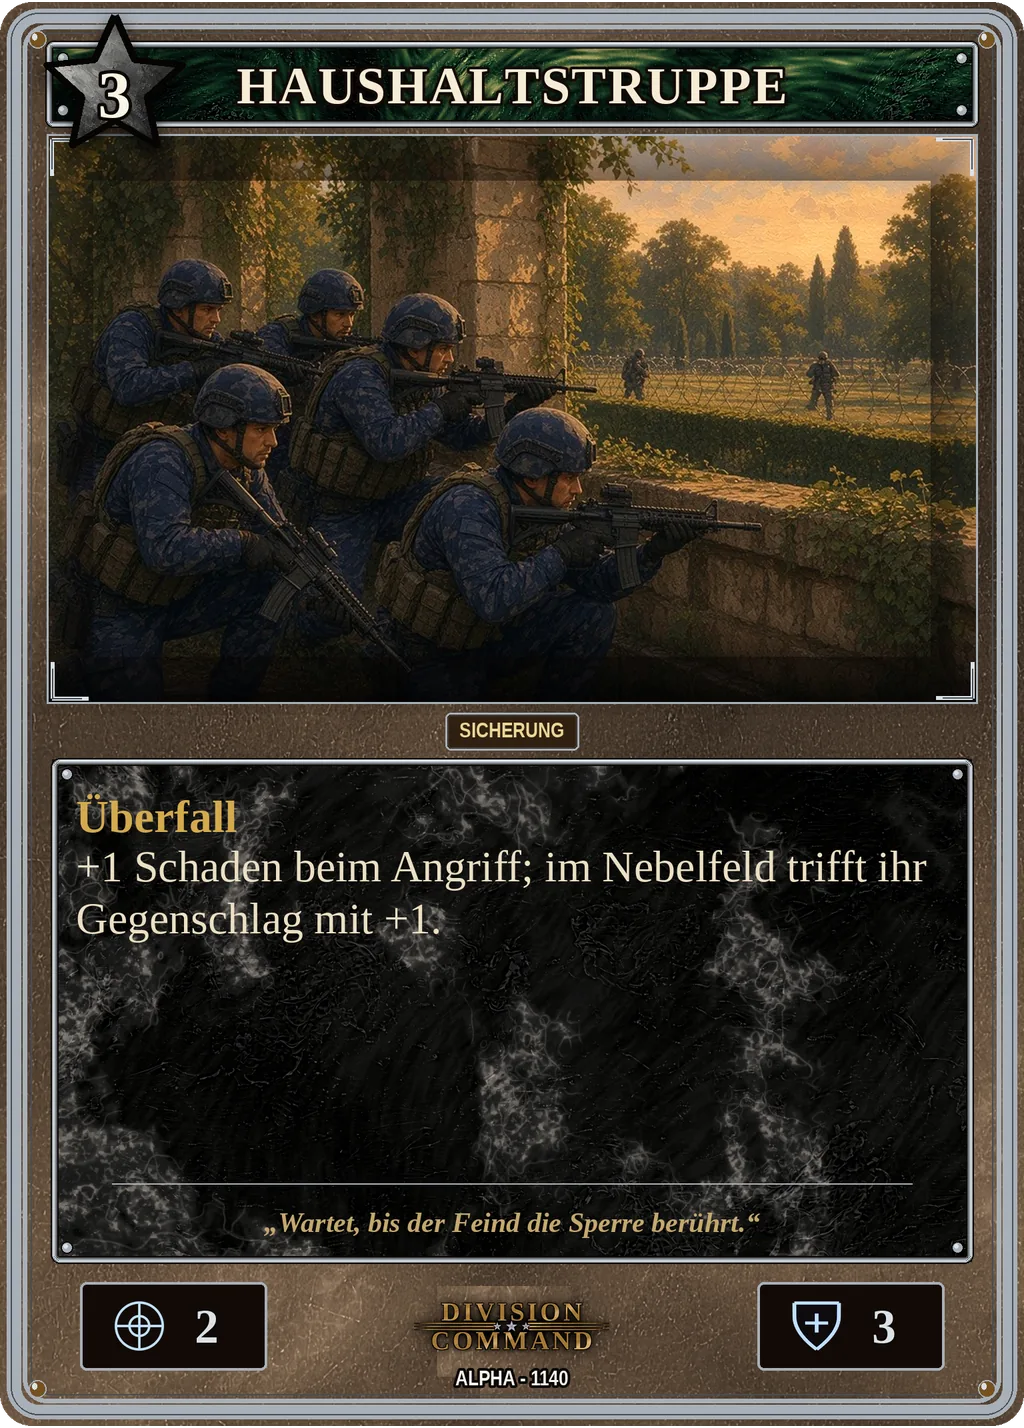 3
HAUSHALTSTRUPPE
SICHERUNG
Überfall
+1 Schaden beim Angriff; im Nebelfeld trifft ihr
Gegenschlag mit +1.
„Wartet, bis der Feind die Sperre berührt.“
2
DIVISION
COMMAND
3
ALPHA - 1140